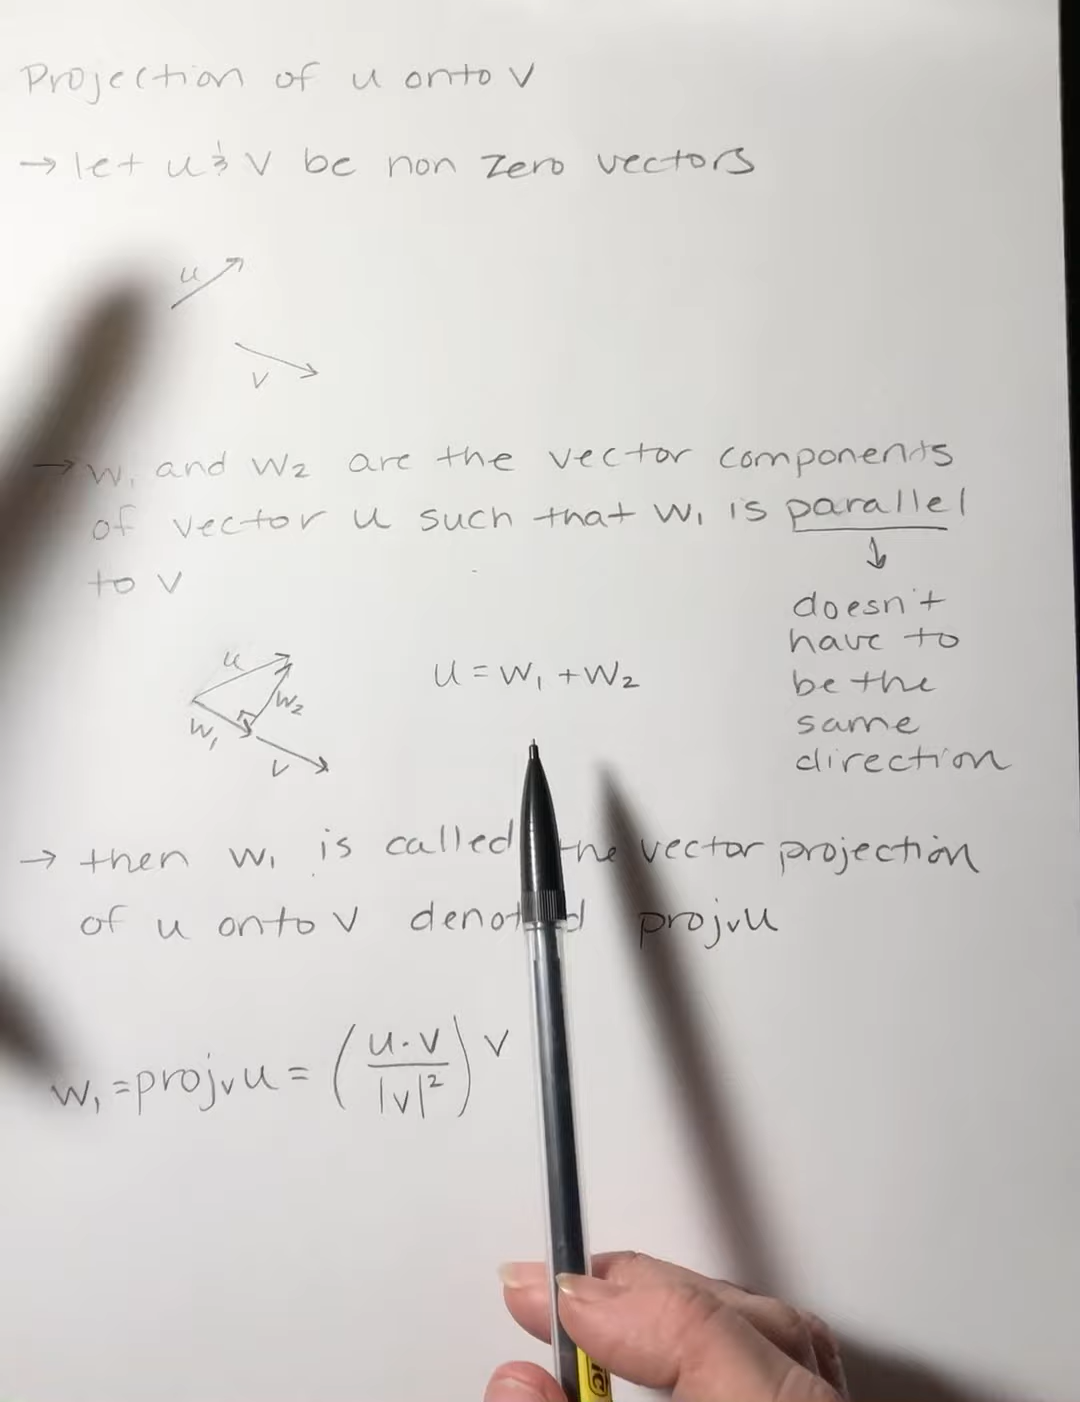 Projection of u onto v
→ let u & v be non zero vectors
u
v
→ w₁ and w₂ are the vector components
of vector u such that w₁ is parallel
to v
↓
doesn't
have to
be the
same
direction
u
w₂
w₁
v
u = w₁ + w₂
→ then w₁ is called the vector projection
of u onto v denoted projᵥu
w₁ = projᵥu = (u·v / |v|²) v
IC